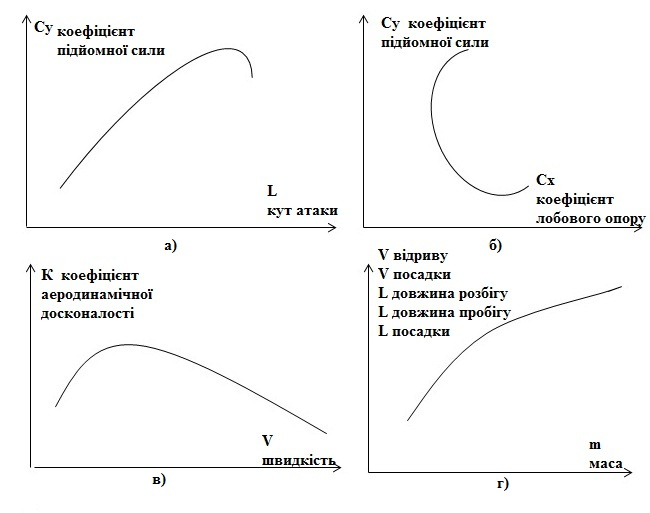 Су коефіцієнт
підйомної сили
L
кут атаки
а)
Су коефіцієнт
підйомної сили
Сх
коефіцієнт
лобового опору
б)
К коефіцієнт
аеродинамічної
досконалості
V
швидкість
в)
V відриву
V посадки
L довжина розбігу
L довжина пробігу
L посадки
m
маса
г)